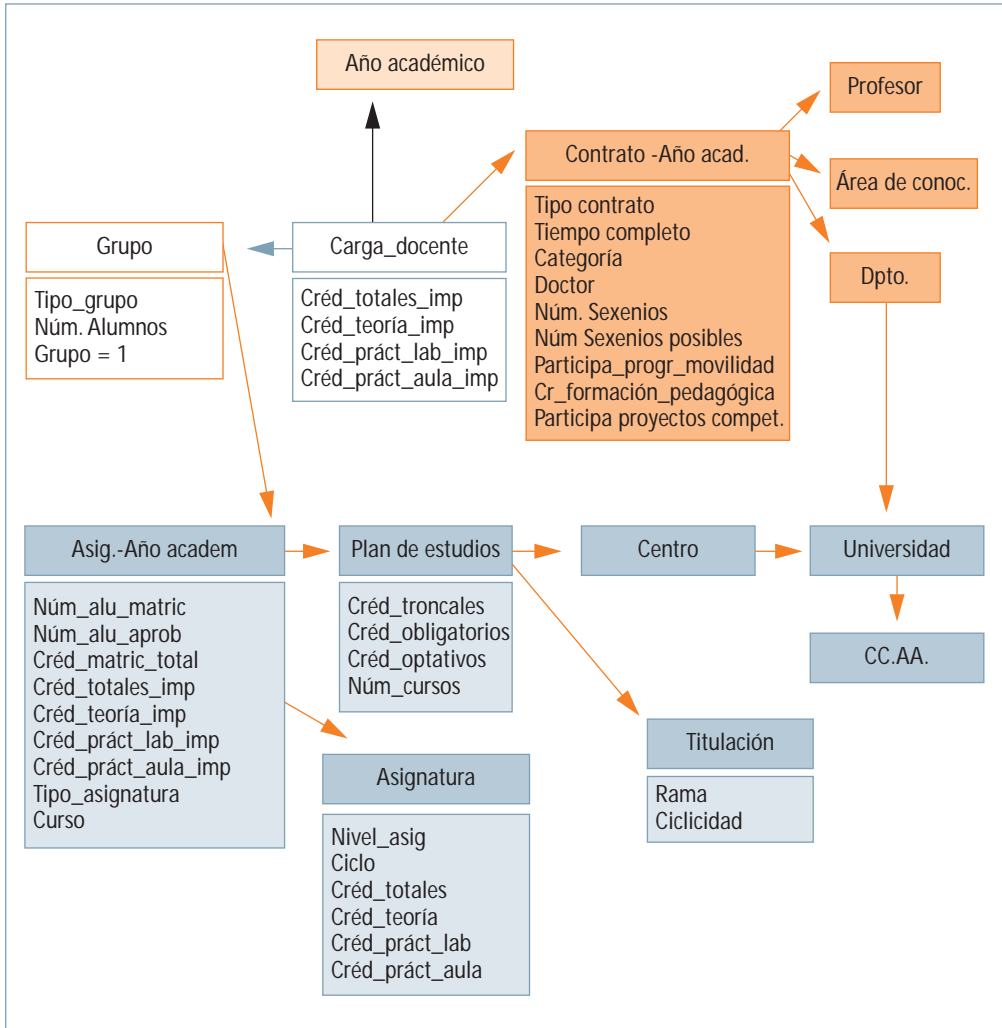 Año académico
Profesor
Contrato -Año acad.
Área de conoc.
Tipo contrato
Tiempo completo
Categoría
Doctor
Núm. Sexenios
Núm Sexenios posibles
Participa_progr_movilidad
Cr_formación_pedagógica
Participa proyectos compet.
Grupo
Carga_docente
Dpto.
Tipo_grupo
Núm. Alumnos
Grupo = 1
Créd_totales_imp
Créd_teoría_imp
Créd_práct_lab_imp
Créd_práct_aula_imp
Asig.-Año academ
Plan de estudios
Centro
Universidad
Núm_alu_matric
Núm_alu_aprob
Créd_matric_total
Créd_totales_imp
Créd_teoría_imp
Créd_práct_lab_imp
Créd_práct_aula_imp
Tipo_asignatura
Curso
Créd_troncales
Créd_obligatorios
Créd_optativos
Núm_cursos
CC.AA.
Titulación
Rama
Ciclicidad
Asignatura
Nivel_asig
Ciclo
Créd_totales
Créd_teoría
Créd_práct_lab
Créd_práct_aula